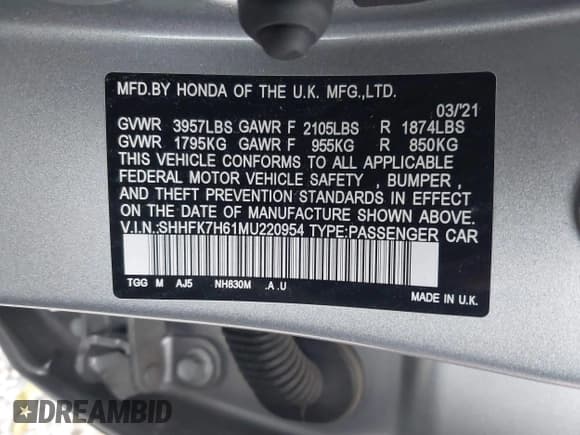 MFD.BY HONDA OF THE U.K. MFG.,LTD.
03/'21
GVWR 3957LBS GAWR F 2105LBS R 1874LBS
GVWR 1795KG GAWR F 955KG R 850KG
THIS VEHICLE CONFORMS TO ALL APPLICABLE
FEDERAL MOTOR VEHICLE SAFETY , BUMPER ,
AND THEFT PREVENTION STANDARDS IN EFFECT
ON THE DATE OF MANUFACTURE SHOWN ABOVE.
V.I.N.:SHHFK7H61MU220954 TYPE:PASSENGER CAR
TGG M AJ5 NH830M .A .U
MADE IN U.K.
DREAMBID